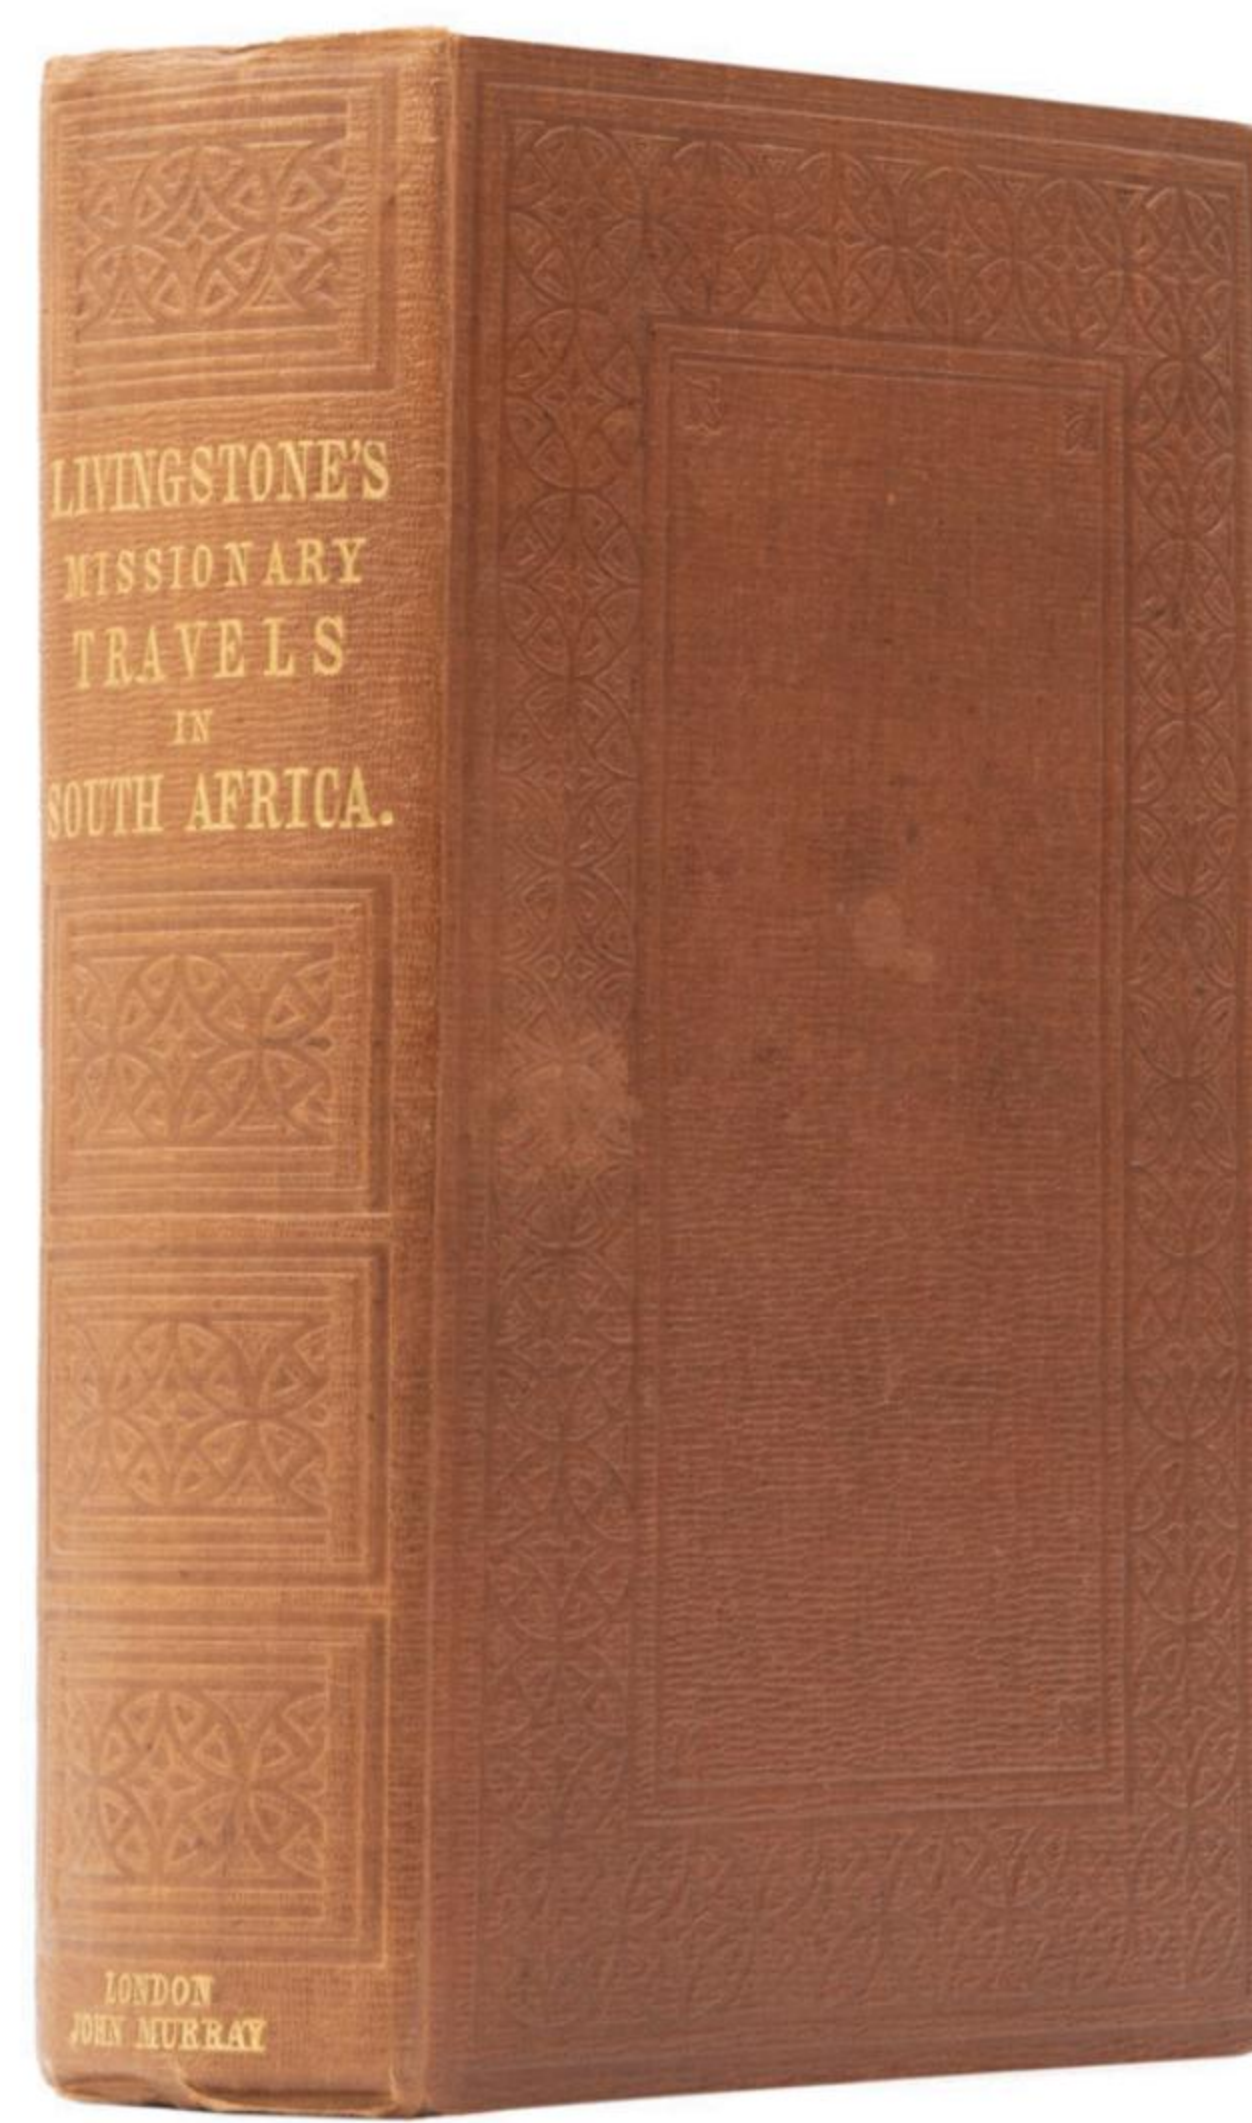 LIVINGSTONE'S
MISSIONARY
TRAVELS
IN
SOUTH AFRICA.
LONDON
JOHN MURRAY